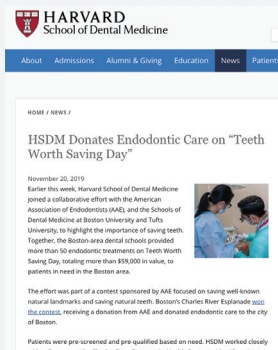 HARVARD
School of Dental Medicine
About Admissions Alumni & Giving Education News Patients
HOME / NEWS /
HSDM Donates Endodontic Care on “Teeth
Worth Saving Day”
November 20, 2019
Earlier this week, Harvard School of Dental Medicine
joined a collaborative effort with the American
Association of Endodontists (AAE), and the Schools of
Dental Medicine at Boston University and Tufts
University, to highlight the importance of saving teeth.
Together, the Boston-area dental schools provided
more than 50 endodontic treatments on Teeth Worth
Saving Day, totaling more than $59,000 in value, to
patients in need in the Boston area.
The effort was part of a contest sponsored by AAE focused on saving well-known
natural landmarks and saving natural teeth. Boston’s Charles River Esplanade won
the contest, receiving a donation from AAE and donated endodontic care to the city
of Boston.
Patients were pre-screened and pre-qualified based on need. HSDM worked closely